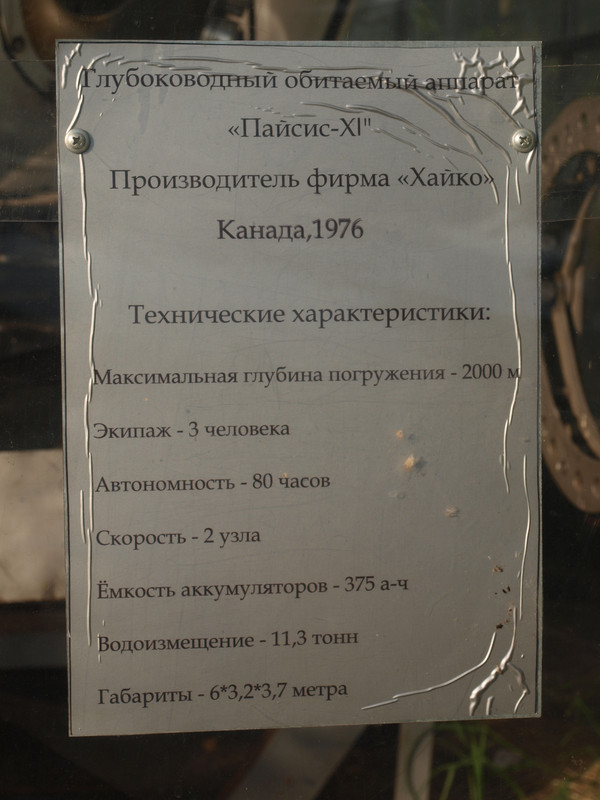 Глубоководный обитаемый аппарат
«Пайсис-XI"
Производитель фирма «Хайко»
Канада,1976
Технические характеристики:
Максимальная глубина погружения - 2000 м
Экипаж - 3 человека
Автономность - 80 часов
Скорость - 2 узла
Ёмкость аккумуляторов - 375 а-ч
Водоизмещение - 11,3 тонн
Габариты - 6*3,2*3,7 метра